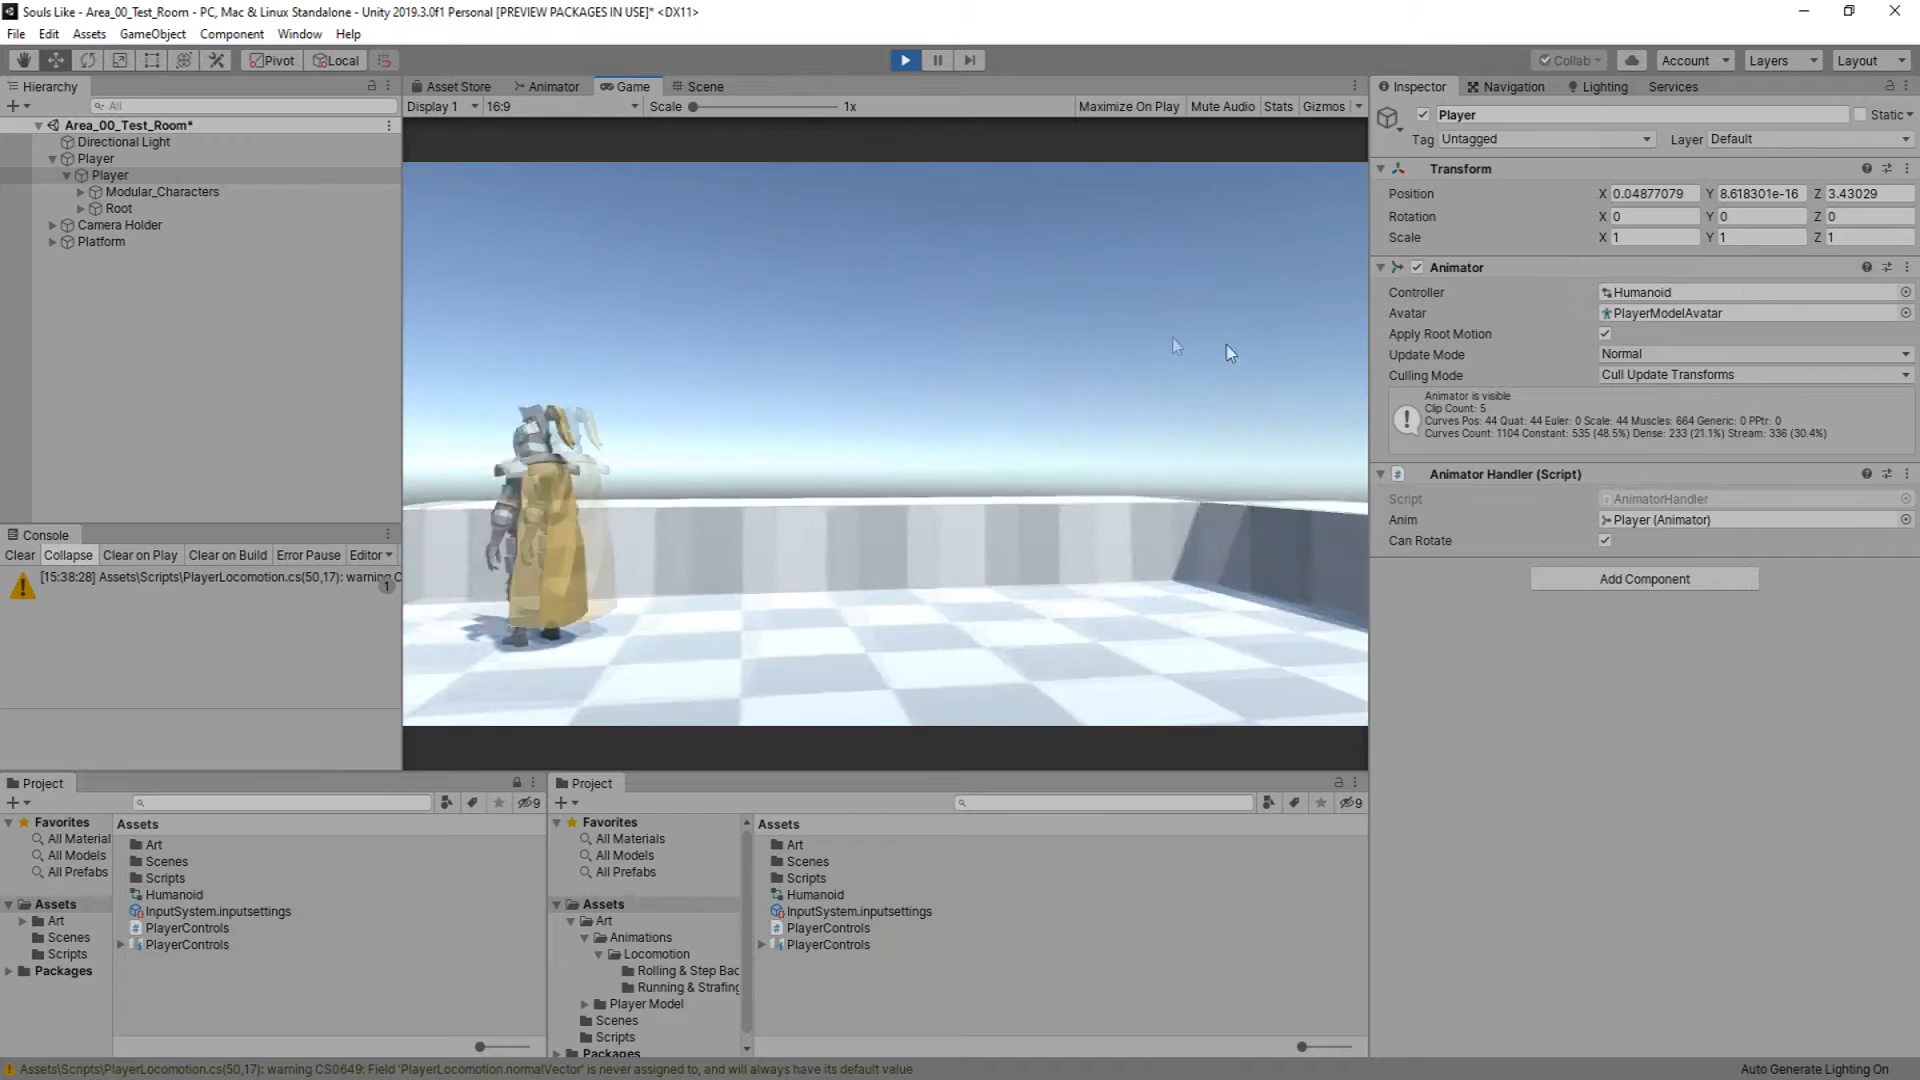 Souls Like - Area_00_Test_Room - PC, Mac & Linux Standalone - Unity 2019.3.0f1 Personal [PREVIEW PACKAGES IN USE]* <DX11>
File Edit Assets GameObject Component Window Help
Pivot Local Collab Account Layers Layout
Hierarchy
All
Area_00_Test_Room*
Directional Light
Player
Player
Modular_Characters
Root
Camera Holder
Platform
Asset Store Animator Game Scene
Display 1 16:9 Scale 1x Maximize On Play Mute Audio Stats Gizmos
Inspector Navigation Lighting Services
Player Static
Tag Untagged Layer Default
Transform
Position X 0.04877079 Y 8.618301e-16 Z 3.43029
Rotation X 0 Y 0 Z 0
Scale X 1 Y 1 Z 1
Animator
Controller Humanoid
Avatar PlayerModelAvatar
Apply Root Motion
Update Mode Normal
Culling Mode Cull Update Transforms
Animator is visible
Clip Count: 5
Curves Pos: 44 Quat: 44 Euler: 0 Scale: 44 Muscles: 664 Generic: 0 PPtr: 0
Curves Count: 1104 Constant: 535 (48.5%) Dense: 233 (21.1%) Stream: 336 (30.4%)
Animator Handler (Script)
Script AnimatorHandler
Anim Player (Animator)
Can Rotate
Add Component
Console
Clear Collapse Clear on Play Clear on Build Error Pause Editor
[15:38:28] Assets\Scripts\PlayerLocomotion.cs(50,17): warning C
1
Project
9
Favorites
All Material
All Models
All Prefabs
Assets
Art
Scenes
Scripts
Packages
Assets
Art
Scenes
Scripts
Humanoid
InputSystem.inputsettings
PlayerControls
PlayerControls
Project
9
Favorites
All Materials
All Models
All Prefabs
Assets
Art
Animations
Locomotion
Rolling & Step Bac
Running & Strafing
Player Model
Scenes
Scripts
Packages
Assets
Art
Scenes
Scripts
Humanoid
InputSystem.inputsettings
PlayerControls
PlayerControls
Assets\Scripts\PlayerLocomotion.cs(50,17): warning CS0649: Field 'PlayerLocomotion.normalVector' is never assigned to, and will always have its default value
Auto Generate Lighting On